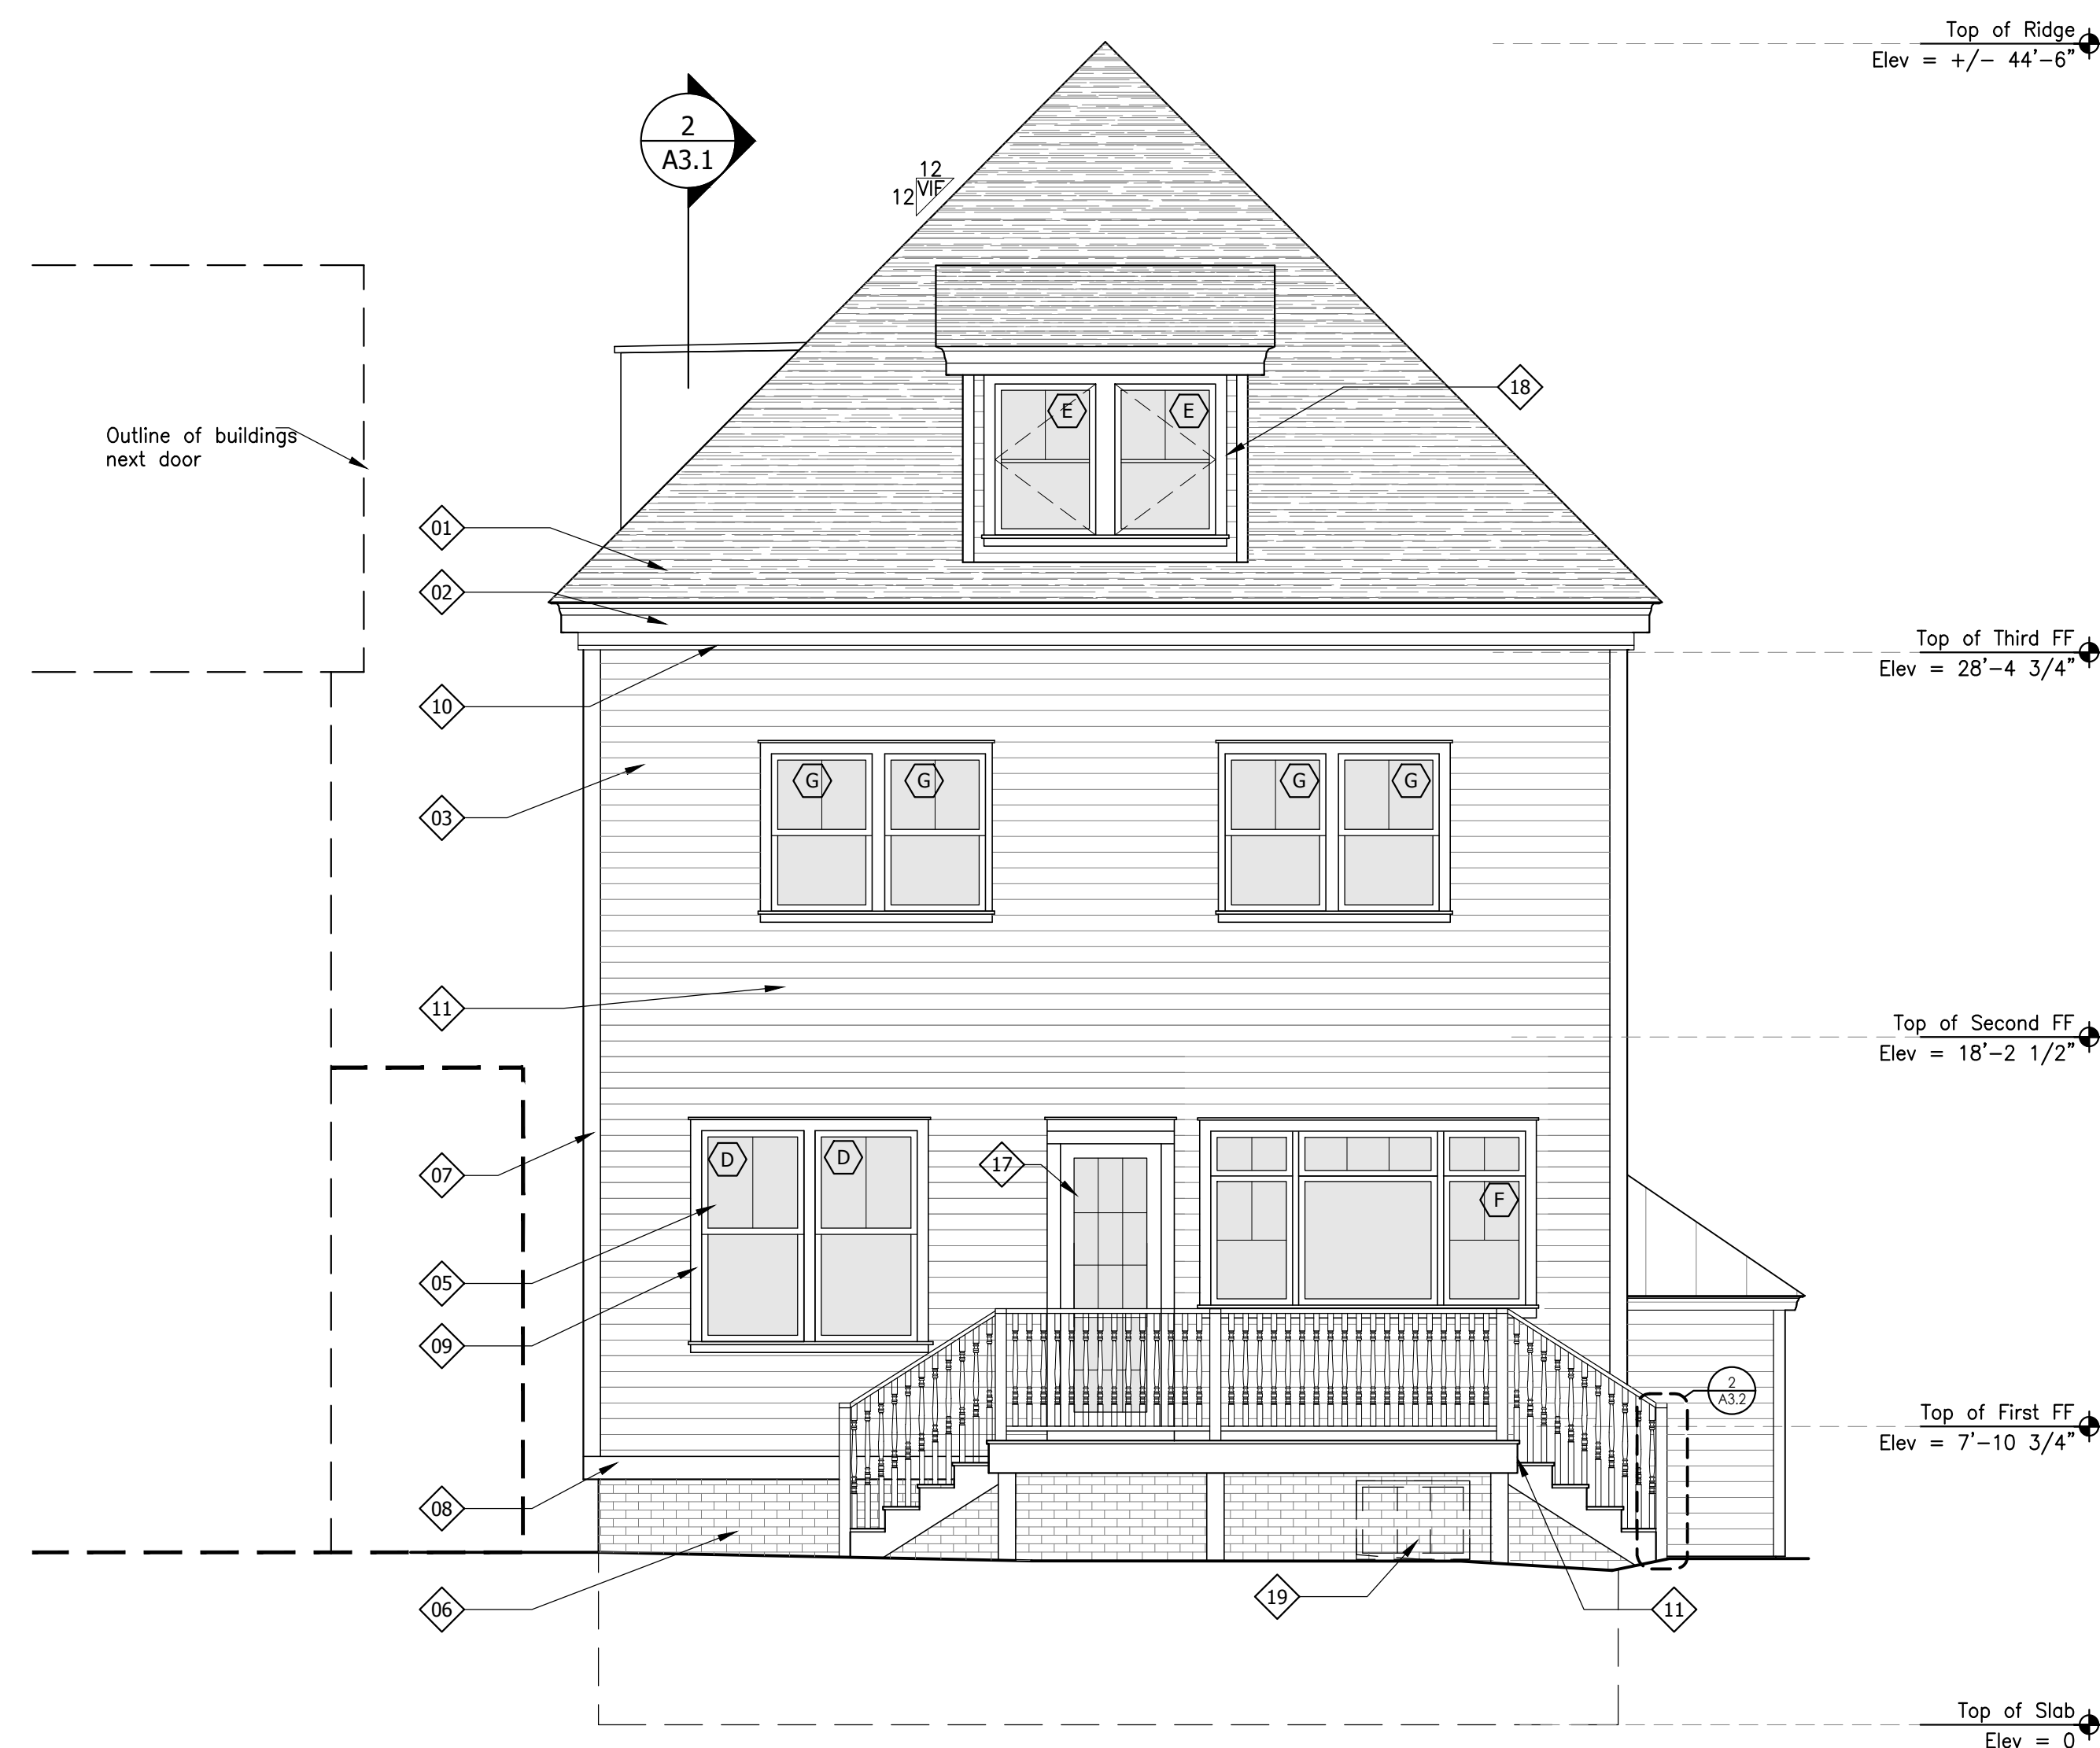 Top of Ridge
Elev = +/- 44'-6"
2
A3.1
12
12
VIF
E
E
18
Outline of buildings
next door
01
02
Top of Third FF
Elev = 28'-4 3/4"
10
G
G
G
G
03
11
Top of Second FF
Elev = 18'-2 1/2"
D
D
17
07
F
05
09
2
A3.2
Top of First FF
Elev = 7'-10 3/4"
08
06
19
11
Top of Slab
Elev = 0